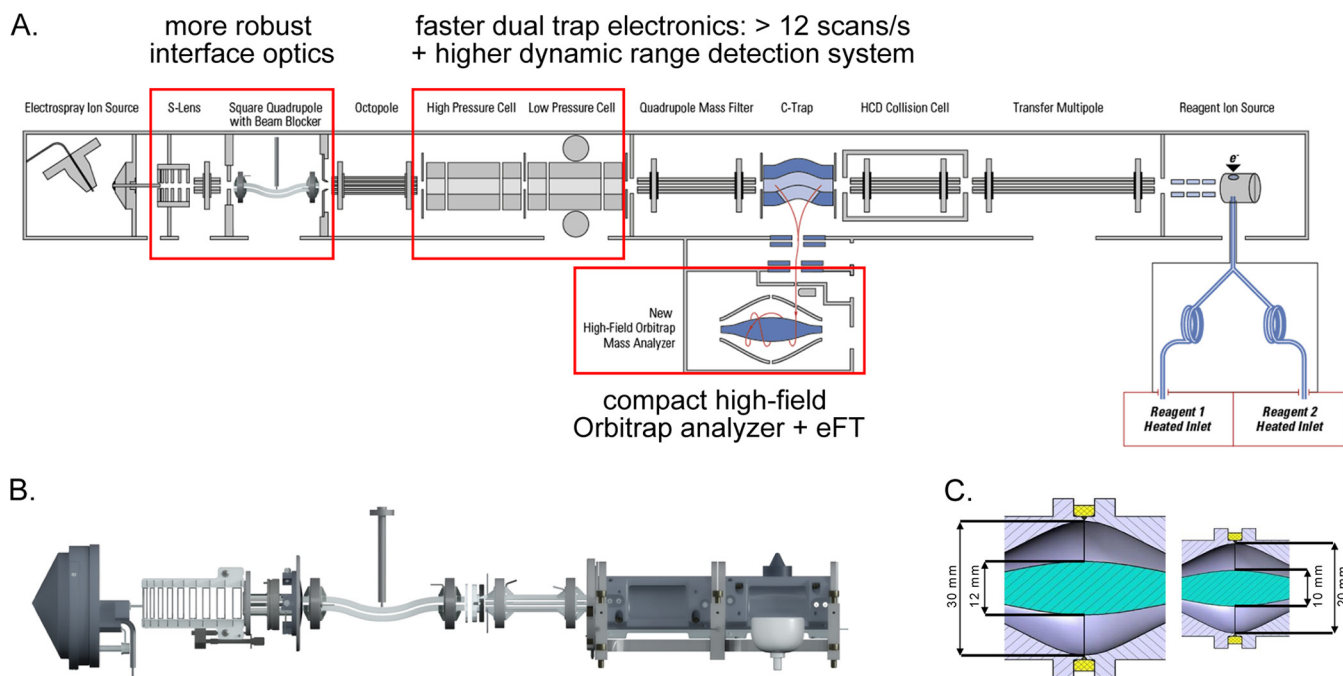 A.
more robust
interface optics
faster dual trap electronics: > 12 scans/s
+ higher dynamic range detection system
Electrospray Ion Source
S-Lens
Square Quadrupole
with Beam Blocker
Octopole
High Pressure Cell
Low Pressure Cell
Quadrupole Mass Filter
C-Trap
HCD Collision Cell
Transfer Multipole
Reagent Ion Source
e-
New
High-Field Orbitrap
Mass Analyzer
compact high-field
Orbitrap analyzer + eFT
Reagent 1
Heated Inlet
Reagent 2
Heated Inlet
B.
C.
30 mm
12 mm
10 mm
20 mm